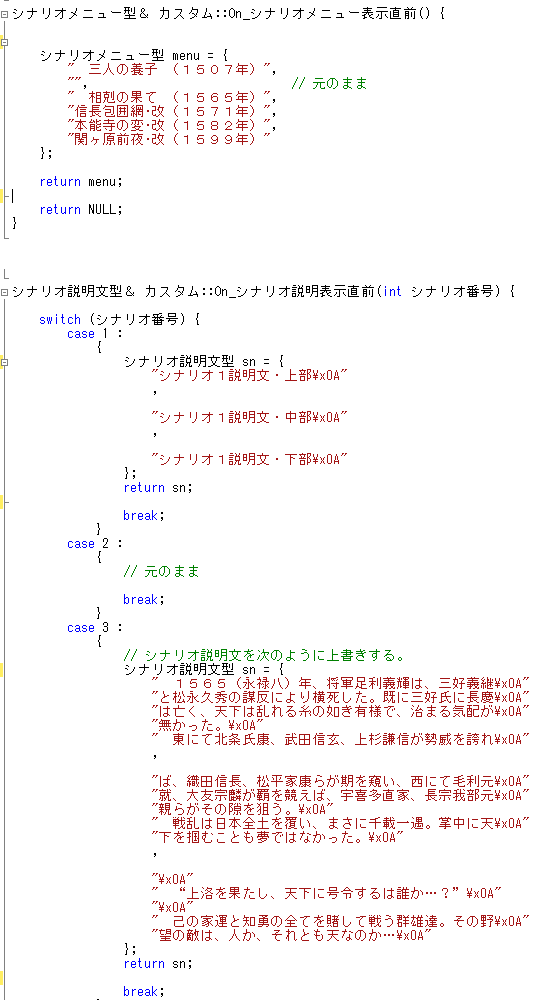 シナリオメニュー型& カスタム::On_シナリオメニュー表示直前() {
シナリオメニュー型 menu = {
"　三人の養子　（１５０７年）",
"",　　　　// 元のまま
"　相剋の果て　（１５６５年）",
"信長包囲網･改（１５７１年）",
"本能寺の変･改（１５８２年）",
"関ヶ原前夜･改（１５９９年）"
};
return menu;
return NULL;
}
シナリオ説明文型& カスタム::On_シナリオ説明表示直前(int シナリオ番号) {
switch (シナリオ番号) {
case 1 :
{
シナリオ説明文型 sn = {
"シナリオ１説明文・上部¥x0A"
,
"シナリオ１説明文・中部¥x0A"
,
"シナリオ１説明文・下部¥x0A"
};
return sn;
break;
}
case 2 :
{
// 元のまま
break;
}
case 3 :
{
// シナリオ説明文を次のように上書きする。
シナリオ説明文型 sn = {
"　１５６５（永禄八）年、将軍足利義輝は、三好義継¥x0A"
"と松永久秀の謀反により横死した。既に三好氏に長慶¥x0A"
"は亡く、天下は乱れる糸の如き有様で、治まる気配が¥x0A"
"無かった。¥x0A"
"　東にて北条氏康、武田信玄、上杉謙信が勢威を誇れ¥x0A"
,
"ば、織田信長、松平家康らが期を窺い、西にて毛利元¥x0A"
"就、大友宗麟が覇を競えば、宇喜多直家、長宗我部元¥x0A"
"親らがその隙を狙う。¥x0A"
"　戦乱は日本全土を覆い、まさに千載一遇。掌中に天¥x0A"
"下を掴むことも夢ではなかった。¥x0A"
,
"¥x0A"
"　“上洛を果たし、天下に号令するは誰か…？”¥x0A"
"¥x0A"
"　己の家運と知勇の全てを賭して戦う群雄達。その野¥x0A"
"望の敵は、人か、それとも天なのか…¥x0A"
};
return sn;
break;